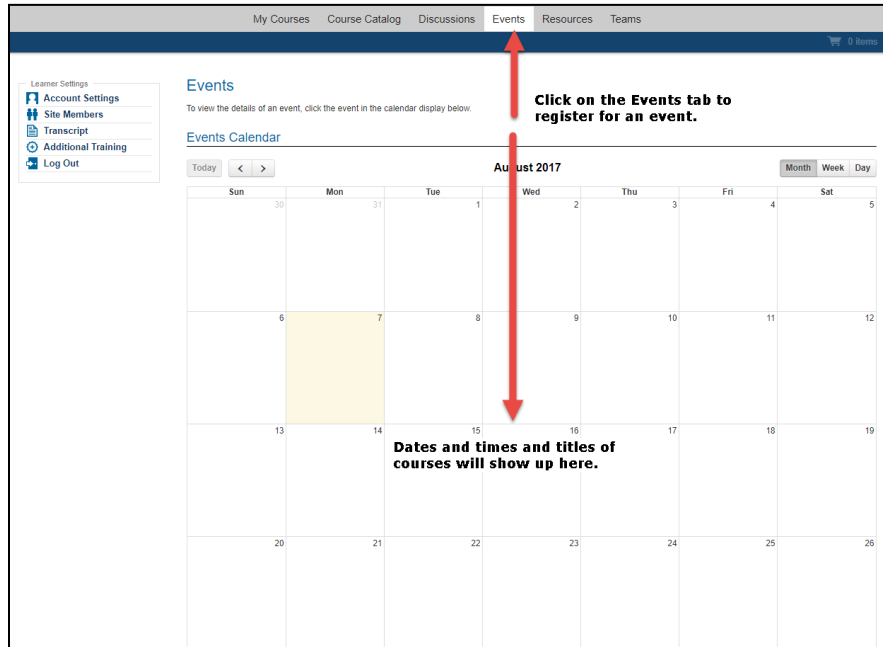 My Courses Course Catalog Discussions Events Resources Teams
0 items
Learner Settings
Account Settings
Site Members
Transcript
Additional Training
Log Out
Events
To view the details of an event, click the event in the calendar display below.
Click on the Events tab to
register for an event.
Events Calendar
Today < > August 2017 Month Week Day
Sun Mon Tue Wed Thu Fri Sat
30 31 1 2 3 4 5
6 7 8 9 10 11 12
13 14 15 16 17 18 19
Dates and times and titles of
courses will show up here.
20 21 22 23 24 25 26